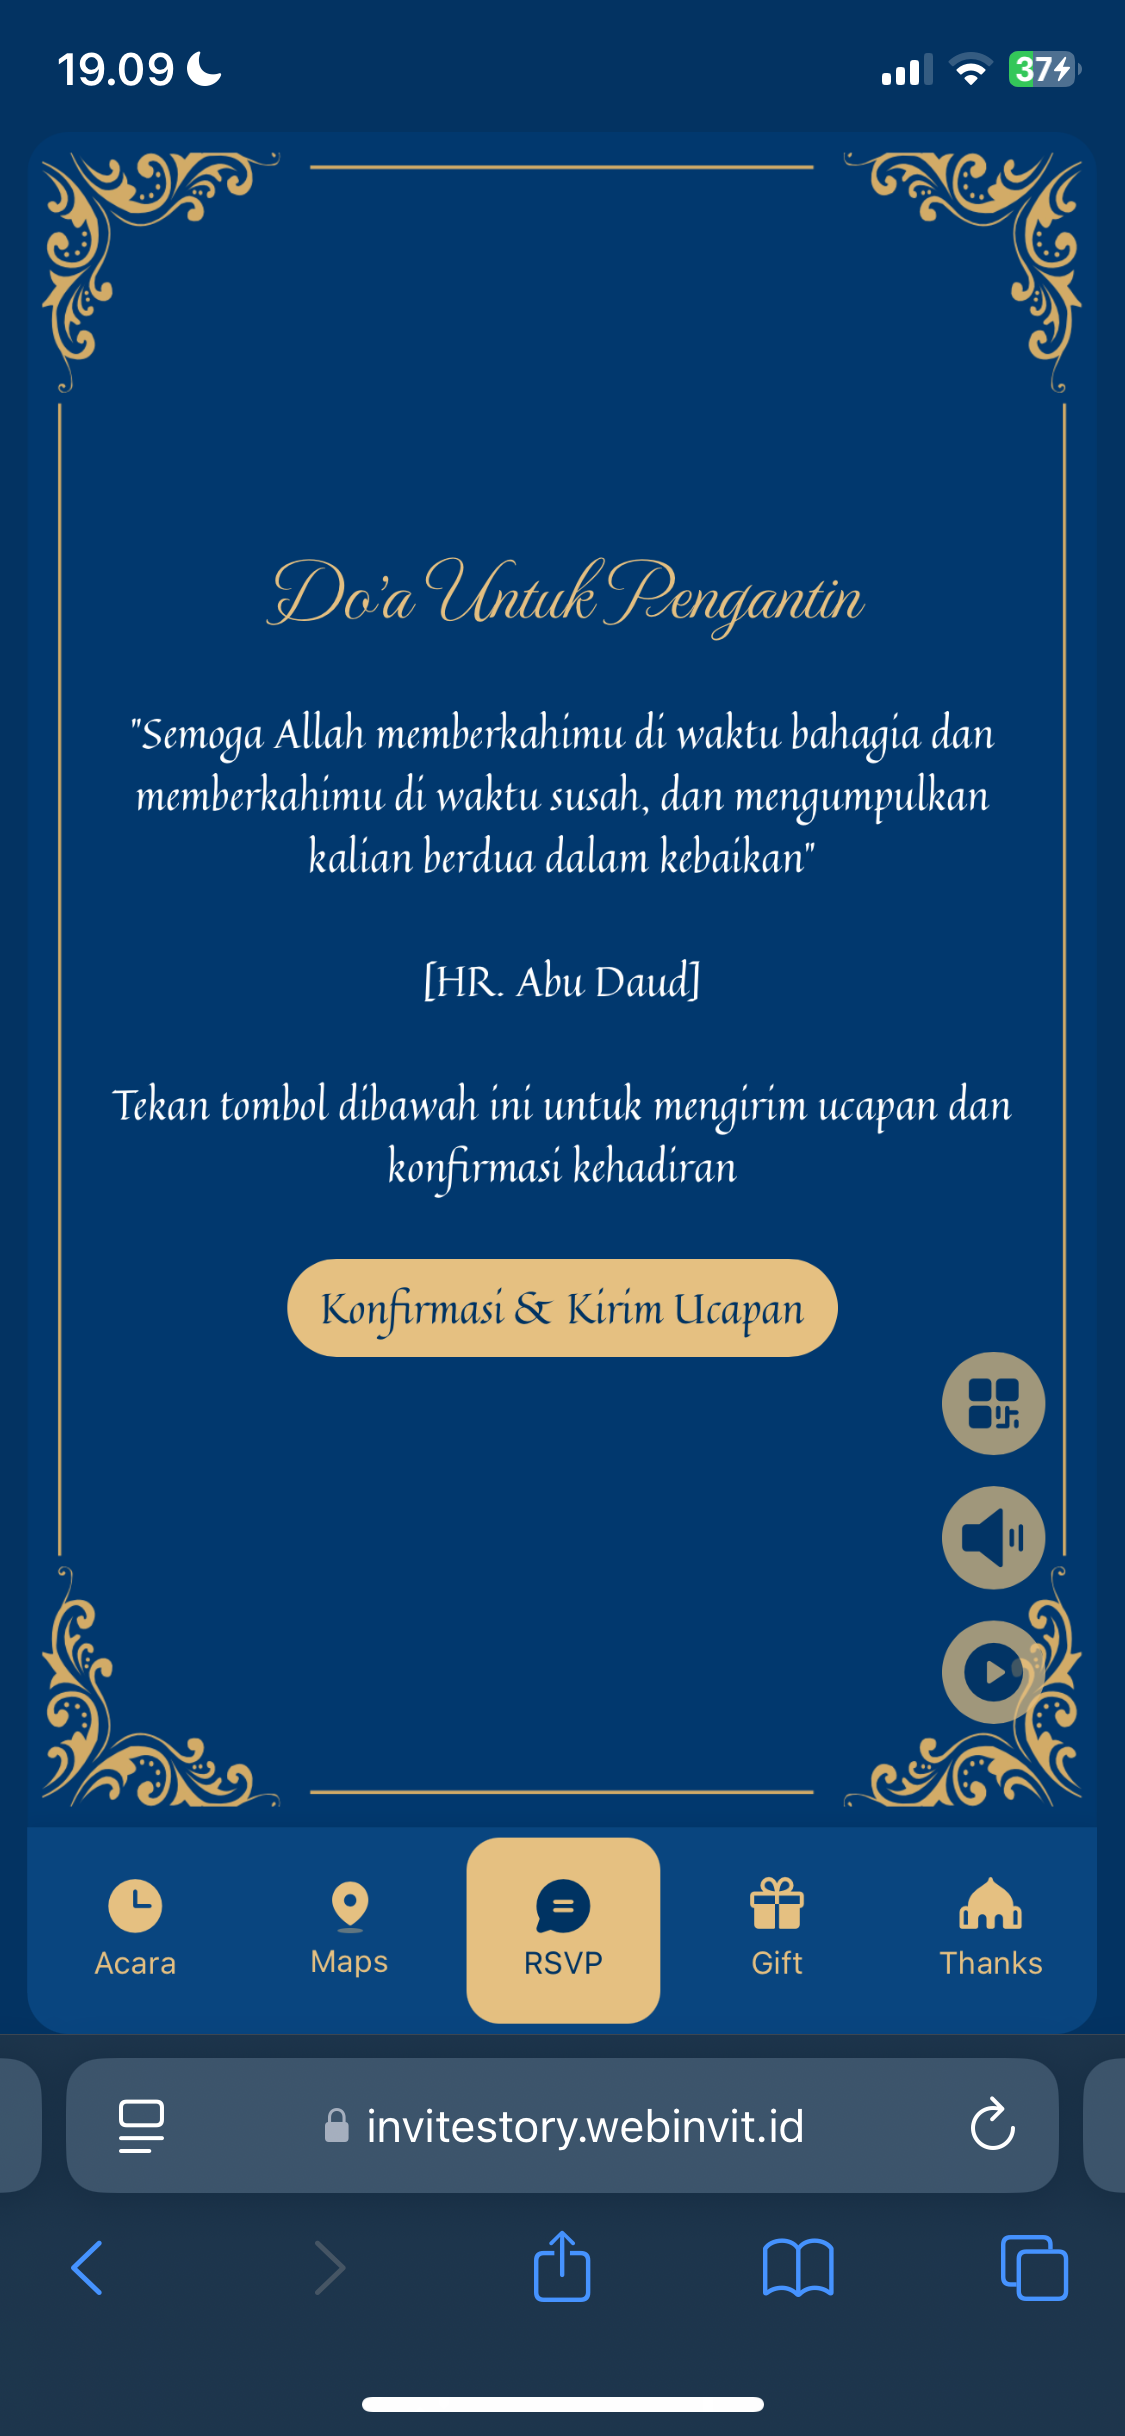 19.09
37
Do'a Untuk Pengantin
"Semoga Allah memberkahimu di waktu bahagia dan
memberkahimu di waktu susah, dan mengumpulkan
kalian berdua dalam kebaikan"
[HR. Abu Daud]
Tekan tombol dibawah ini untuk mengirim ucapan dan
konfirmasi kehadiran
Konfirmasi & Kirim Ucapan
Acara
Maps
RSVP
Gift
Thanks
invitestory.webinvit.id